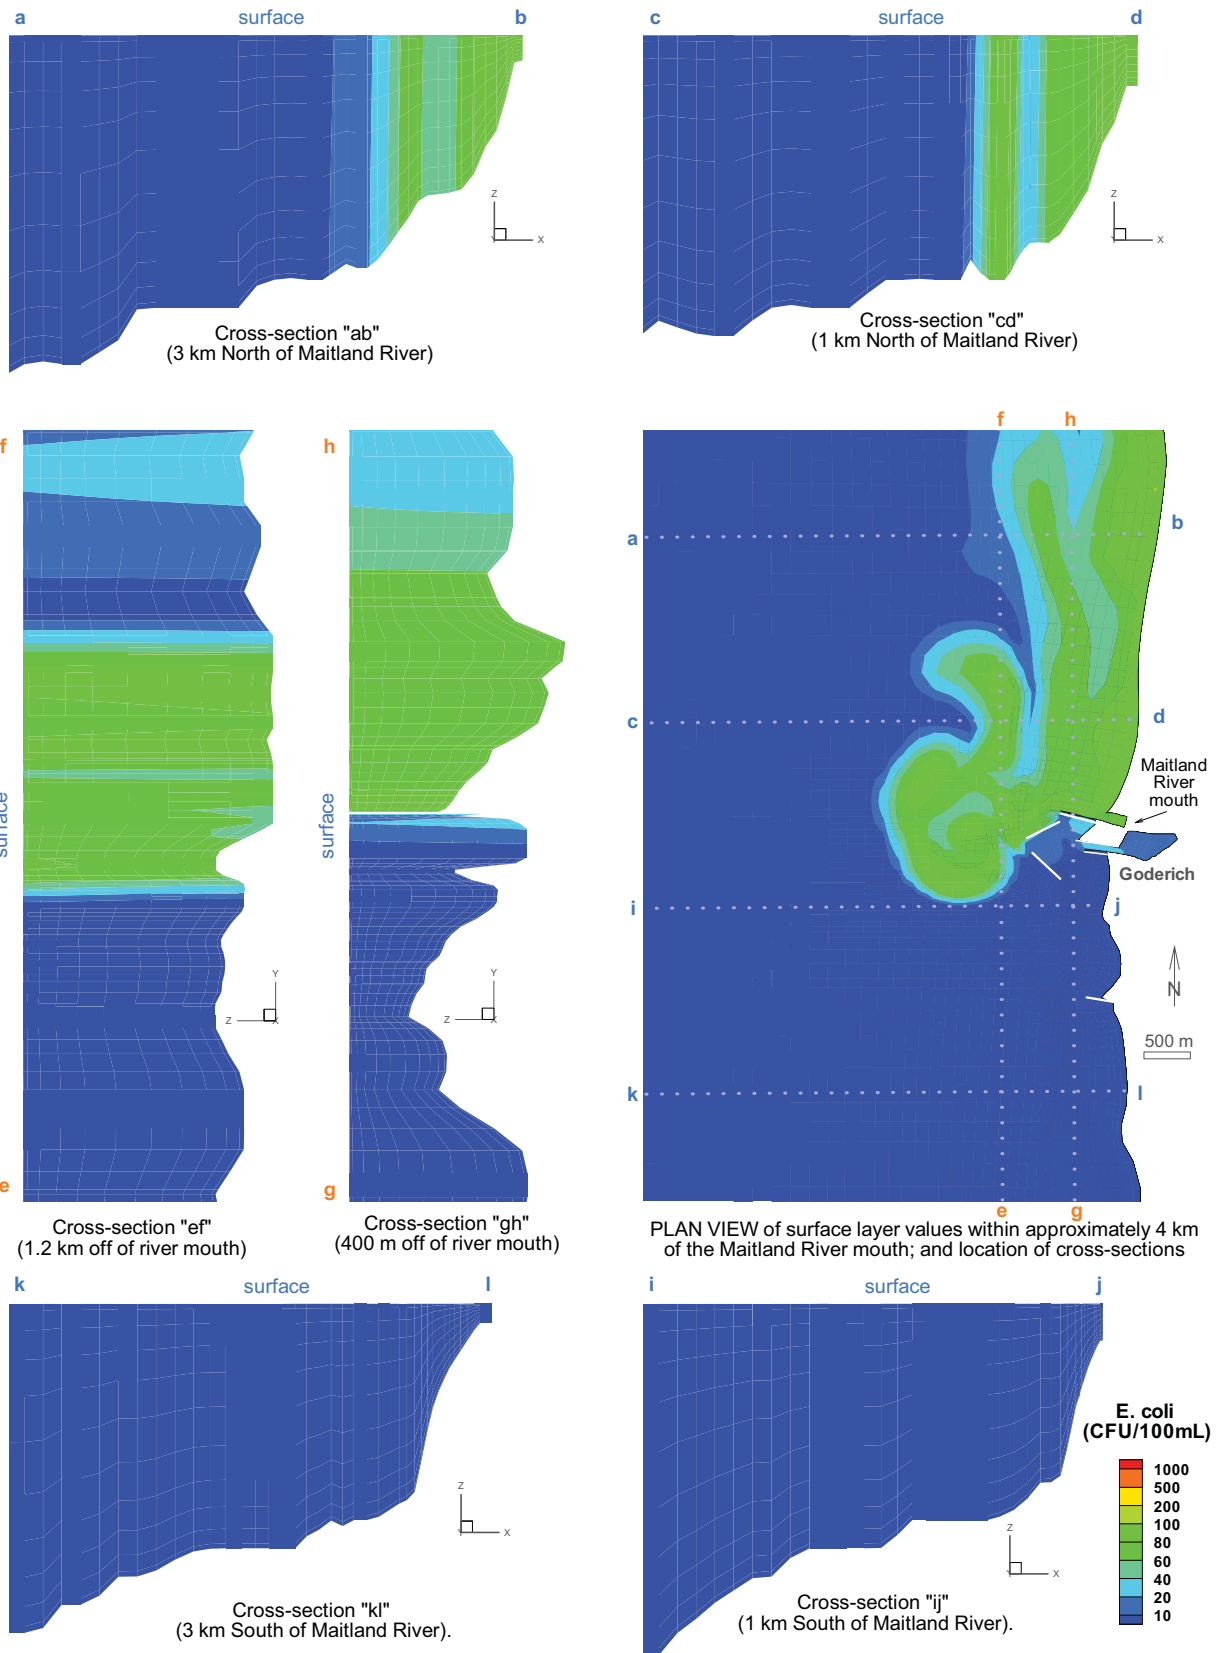 a surface b
c surface d
Z
X
Y
Z
X
Y
Cross-section "ab"
(3 km North of Maitland River)
Cross-section "cd"
(1 km North of Maitland River)
f
surface
e
Y
Z
X
Cross-section "ef"
(1.2 km off of river mouth)
h
surface
g
Y
Z
X
Cross-section "gh"
(400 m off of river mouth)
f h
a b
c d
Maitland
River
mouth
Goderich
i j
N
500 m
k l
e g
PLAN VIEW of surface layer values within approximately 4 km
of the Maitland River mouth; and location of cross-sections
k surface l
Z
X
Y
Cross-section "kl"
(3 km South of Maitland River).
i surface j
Z
X
Y
Cross-section "ij"
(1 km South of Maitland River).
E. coli
(CFU/100mL)
1000
500
200
100
80
60
40
20
10